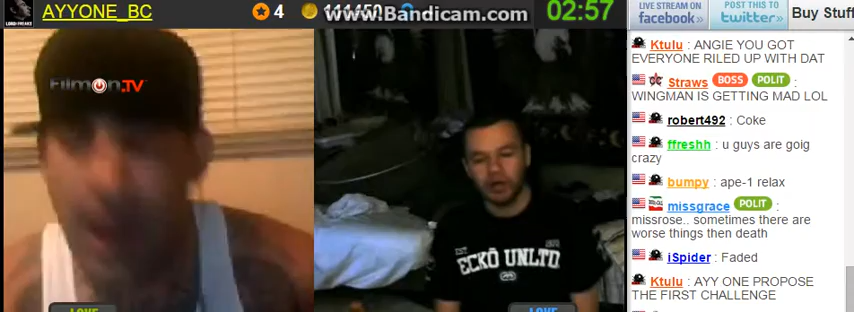 AYYONE_BC
4
www.Bandicam.com
02:57
LIVE STREAM ON
facebook»
POST THIS TO
twitter»
Buy Stuff
FilmOn.TV
EST
ECKŌ UNLTD.
Ktulu : ANGIE YOU GOT
EVERYONE RILED UP WITH DAT
Straws BOSS POLIT :
WINGMAN IS GETTING MAD LOL
robert492 : Coke
ffreshh : u guys are goig
crazy
bumpy : ape-1 relax
missgrace POLIT :
missrose.. sometimes there are
worse things then death
iSpider : Faded
Ktulu : AYY ONE PROPOSE
THE FIRST CHALLENGE